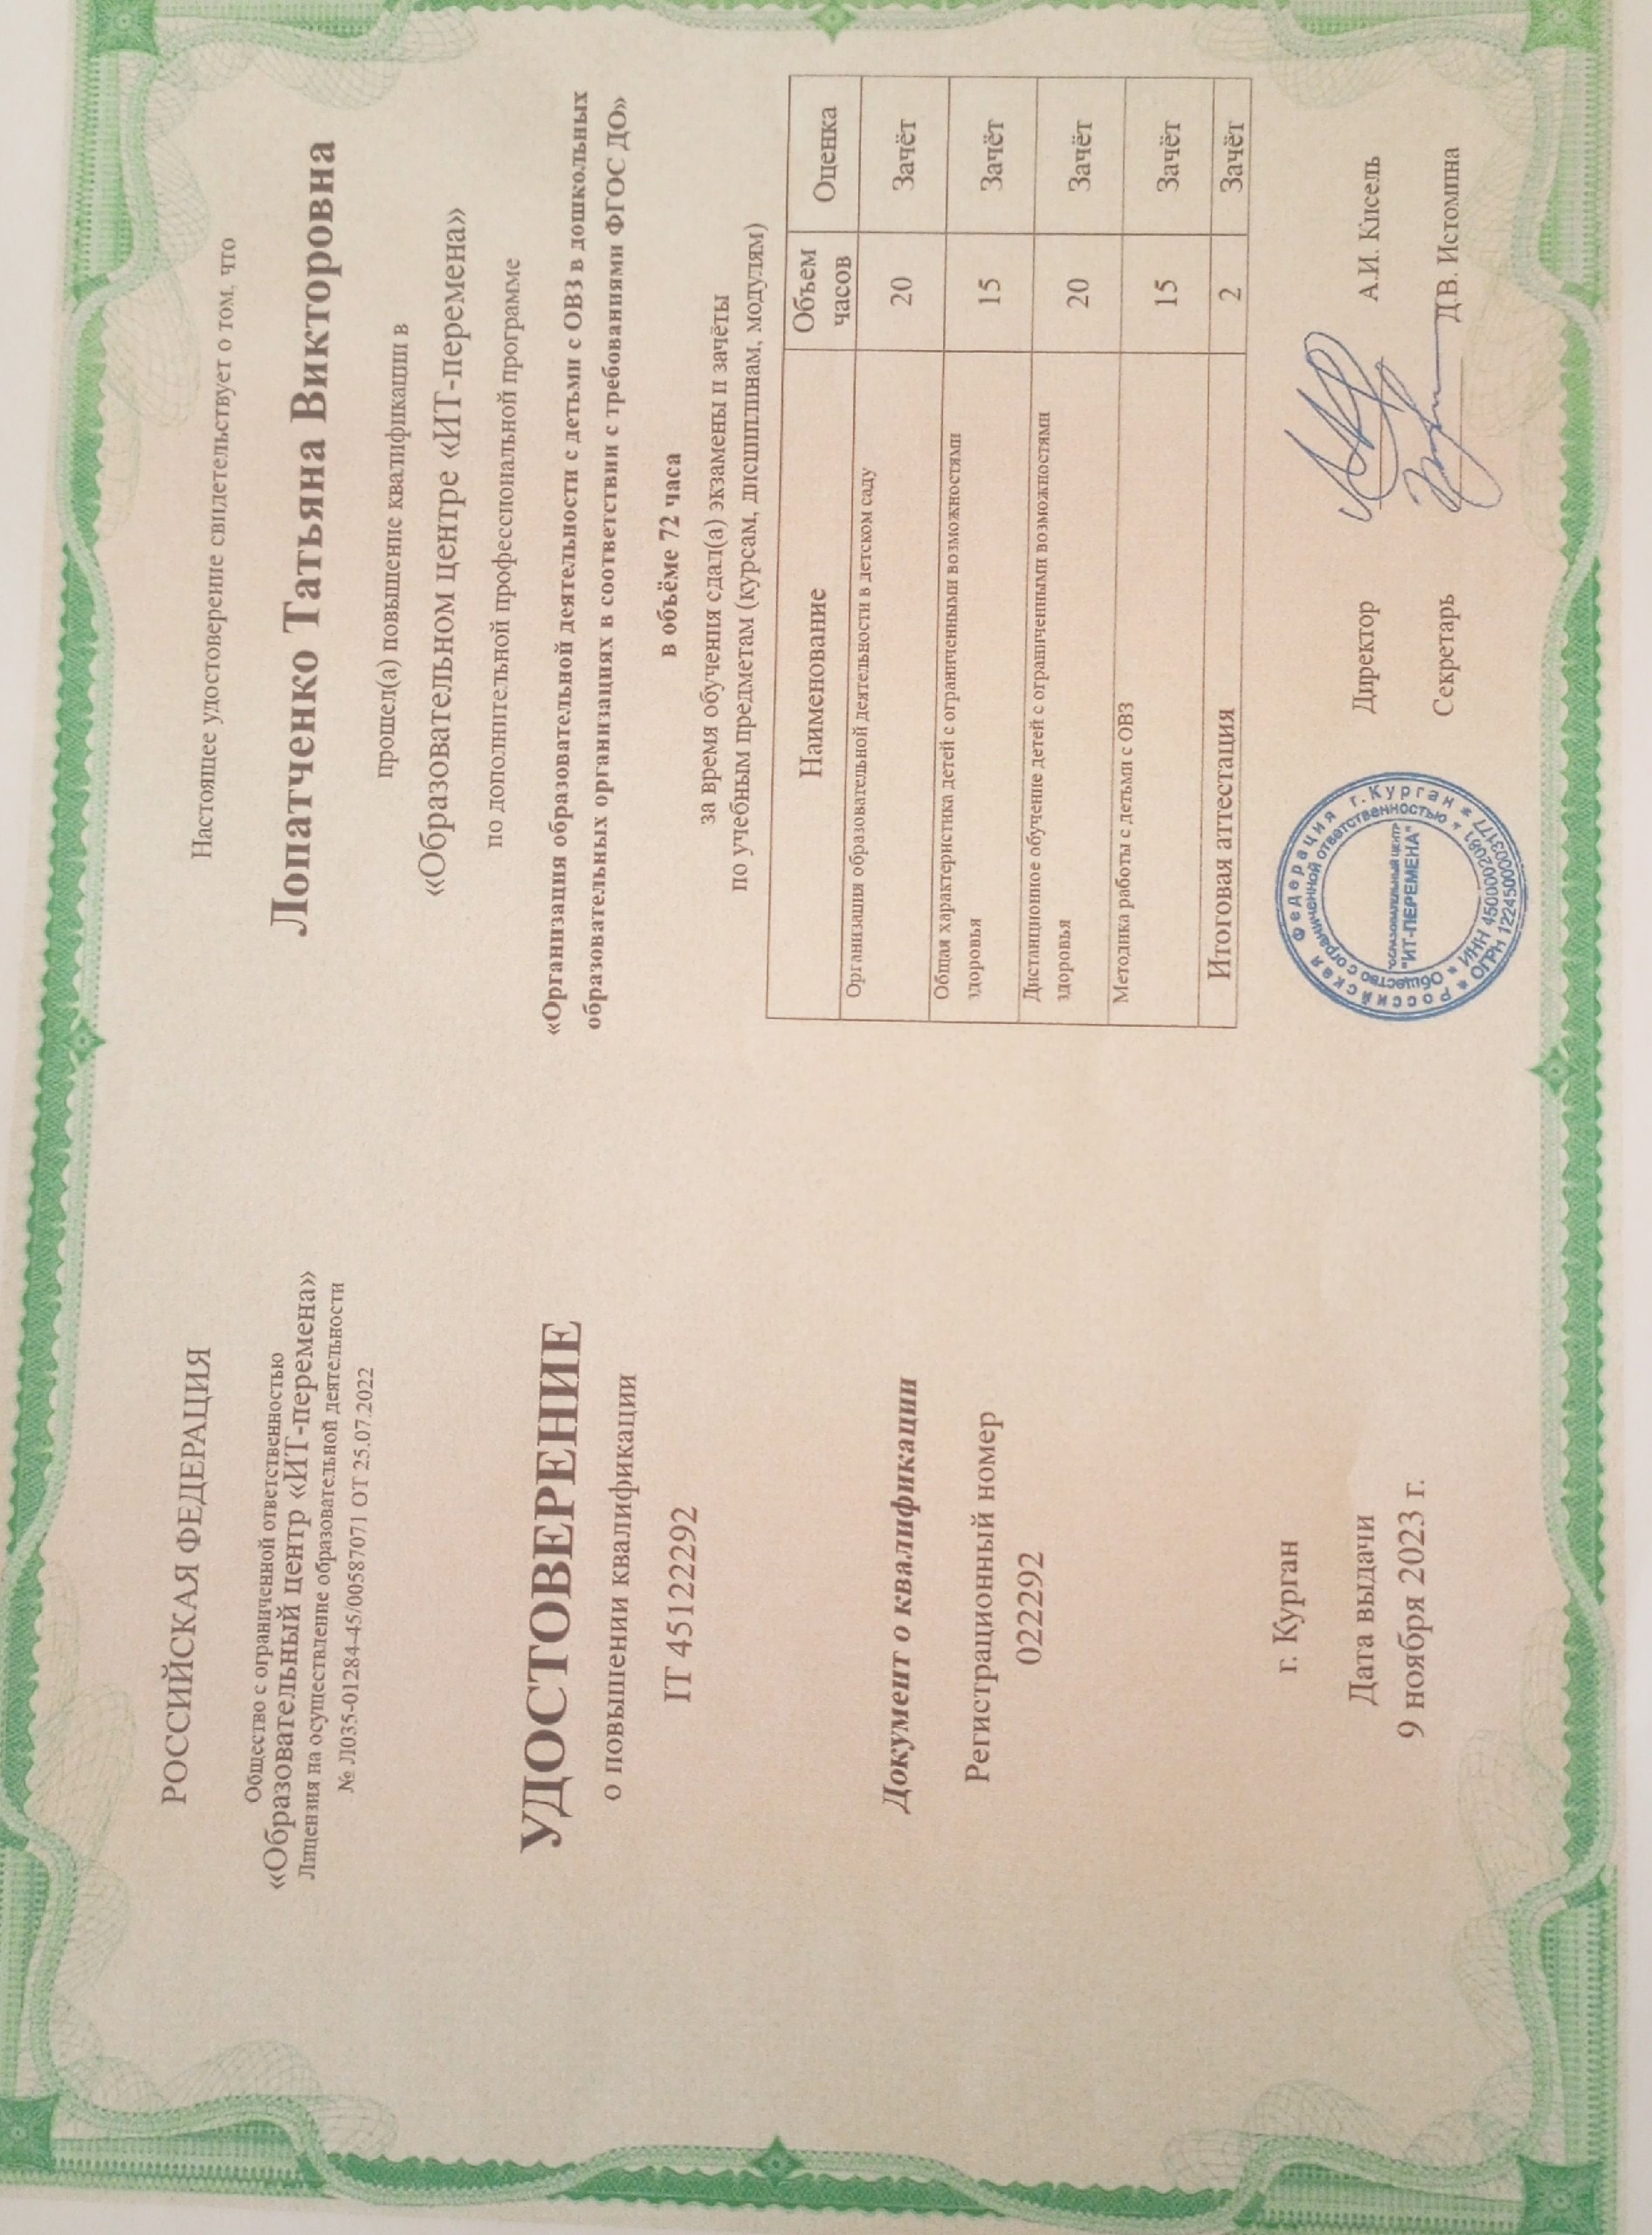 РОССИЙСКАЯ ФЕДЕРАЦИЯ
Общество с ограниченной ответственностью
«Образовательный центр «ИТ-перемена»
Лицензия на осуществление образовательной деятельности
№ Л035-01284-45/00587071 ОТ 25.07.2022
УДОСТОВЕРЕНИЕ
о повышении квалификации
IT 45122292
Документ о квалификации
Регистрационный номер
022292
г. Курган
Дата выдачи
9 ноября 2023 г.
Настоящее удостоверение свидетельствует о том, что
Лопатченко Татьяна Викторовна
прошел(а) повышение квалификации в
«Образовательном центре «ИТ-перемена»
по дополнительной профессиональной программе
«Организация образовательной деятельности с детьми с ОВЗ в дошкольных
образовательных организациях в соответствии с требованиями ФГОС ДО»
в объёме 72 часа
за время обучения сдал(а) экзамены и зачёты
по учебным предметам (курсам, дисциплинам, модулям)
Наименование Объем часов Оценка
Организация образовательной деятельности в детском саду 20 Зачёт
Общая характеристика детей с ограниченными возможностями
здоровья 15 Зачёт
Дистанционное обучение детей с ограниченными возможностями
здоровья 20 Зачёт
Методика работы с детьми с ОВЗ 15 Зачёт
Итоговая аттестация 2 Зачёт
Директор А.И. Кисель
Секретарь Д.В. Истомина
Российская Федерация г.Курган
ОГРН 1224500003177
Общество с ограниченной ответственностью
ИНН 4500002081
"ОБРАЗОВАТЕЛЬНЫЙ ЦЕНТР
"ИТ-ПЕРЕМЕНА"